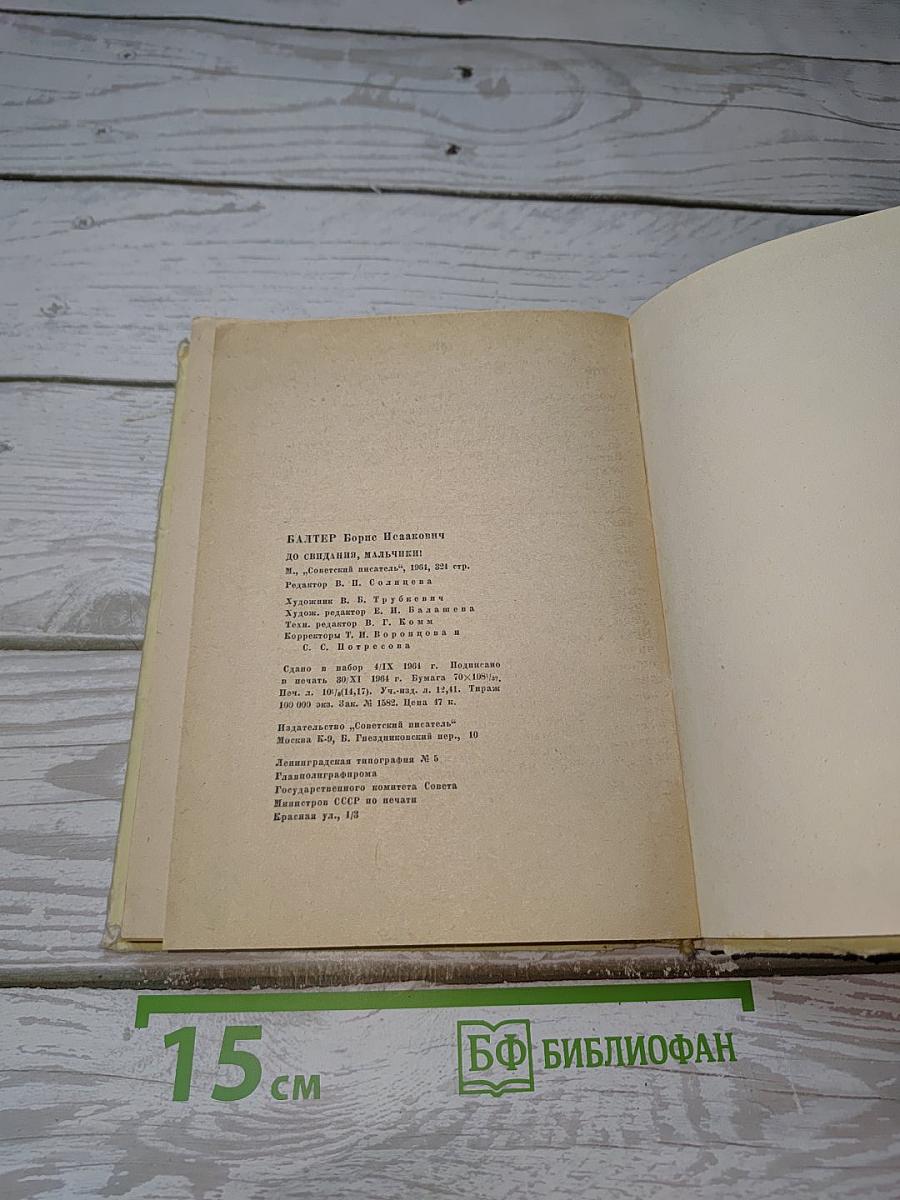 БАЛТЕР Борис Исаакович
ДО СВИДАНИЯ, МАЛЬЧИКИ!
М., „Советский писатель“, 1964, 324 стр.
Редактор В. П. Солнцева
Художник В. Б. Трубкович
Худож. редактор Е. И. Балашева
Техн. редактор В. Г. Комм
Корректоры Т. И. Воронцова и
С. С. Потресова
Сдано в набор 4/IX 1964 г. Подписано
в печать 30/XI 1964 г. Бумага 70×108¹/₃₂.
Печ. л. 10¹/₈(14,17). Уч.-изд. л. 12,41. Тираж
100 000 экз. Зак. № 1582. Цена 47 к.
Издательство „Советский писатель“
Москва К-9, Б. Гнездниковский пер., 10
Ленинградская типография № 5
Главполиграфпрома
Государственного комитета Совета
Министров СССР по печати
Красная ул., 1/3
15 см
БФ БИБЛИОФАН